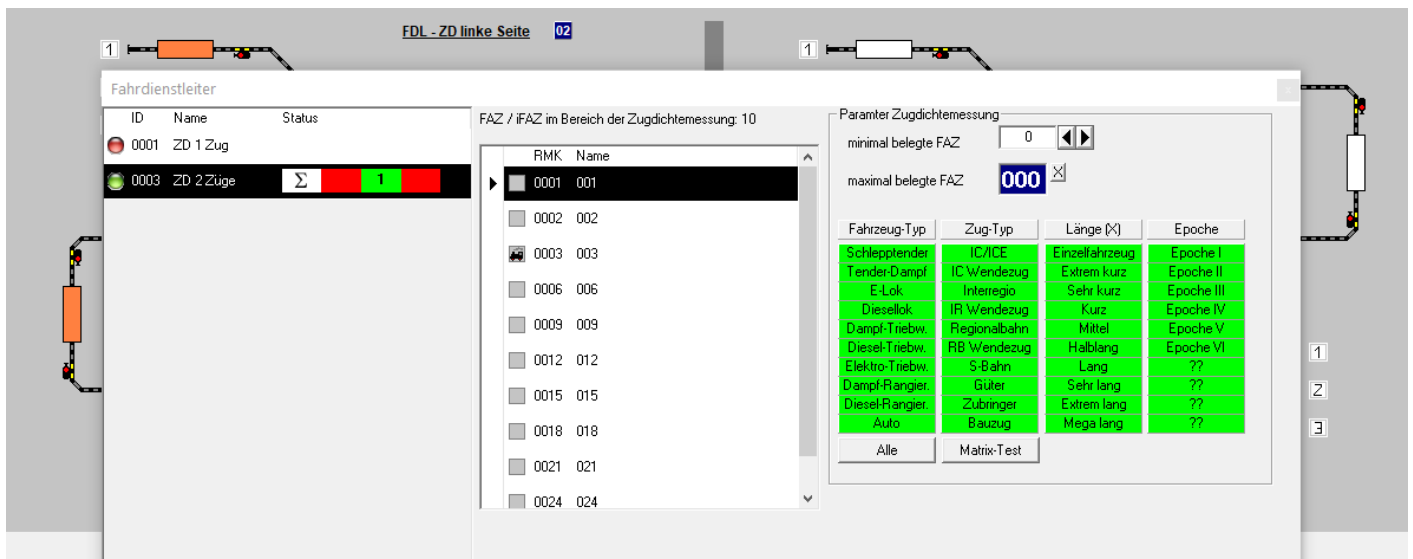 FDL - ZD linke Seite 02
1 1
Fahrdienstleiter
ID Name Status
0001 ZD 1 Zug
0003 ZD 2 Züge Σ 1
FAZ / iFAZ im Bereich der Zugdichtemessung: 10
RMK Name
0001 001
0002 002
0003 003
0006 006
0009 009
0012 012
0015 015
0018 018
0021 021
0024 024
Paramter Zugdichtemessung
minimal belegte FAZ 0
maximal belegte FAZ 000 X
Fahrzeug-Typ Zug-Typ Länge (X) Epoche
Schlepptender IC/ICE Einzelfahrzeug Epoche I
Tender-Dampf IC Wendezug Extrem kurz Epoche II
E-Lok Interregio Sehr kurz Epoche III
Diesellok IR Wendezug Kurz Epoche IV
Dampf-Triebw. Regionalbahn Mittel Epoche V
Diesel-Triebw. RB Wendezug Halblang Epoche VI
Elektro-Triebw. S-Bahn Lang ??
Dampf-Rangier. Güter Sehr lang ??
Diesel-Rangier. Zubringer Extrem lang ??
Auto Bauzug Mega lang ??
Alle Matrix-Test
1
2
3